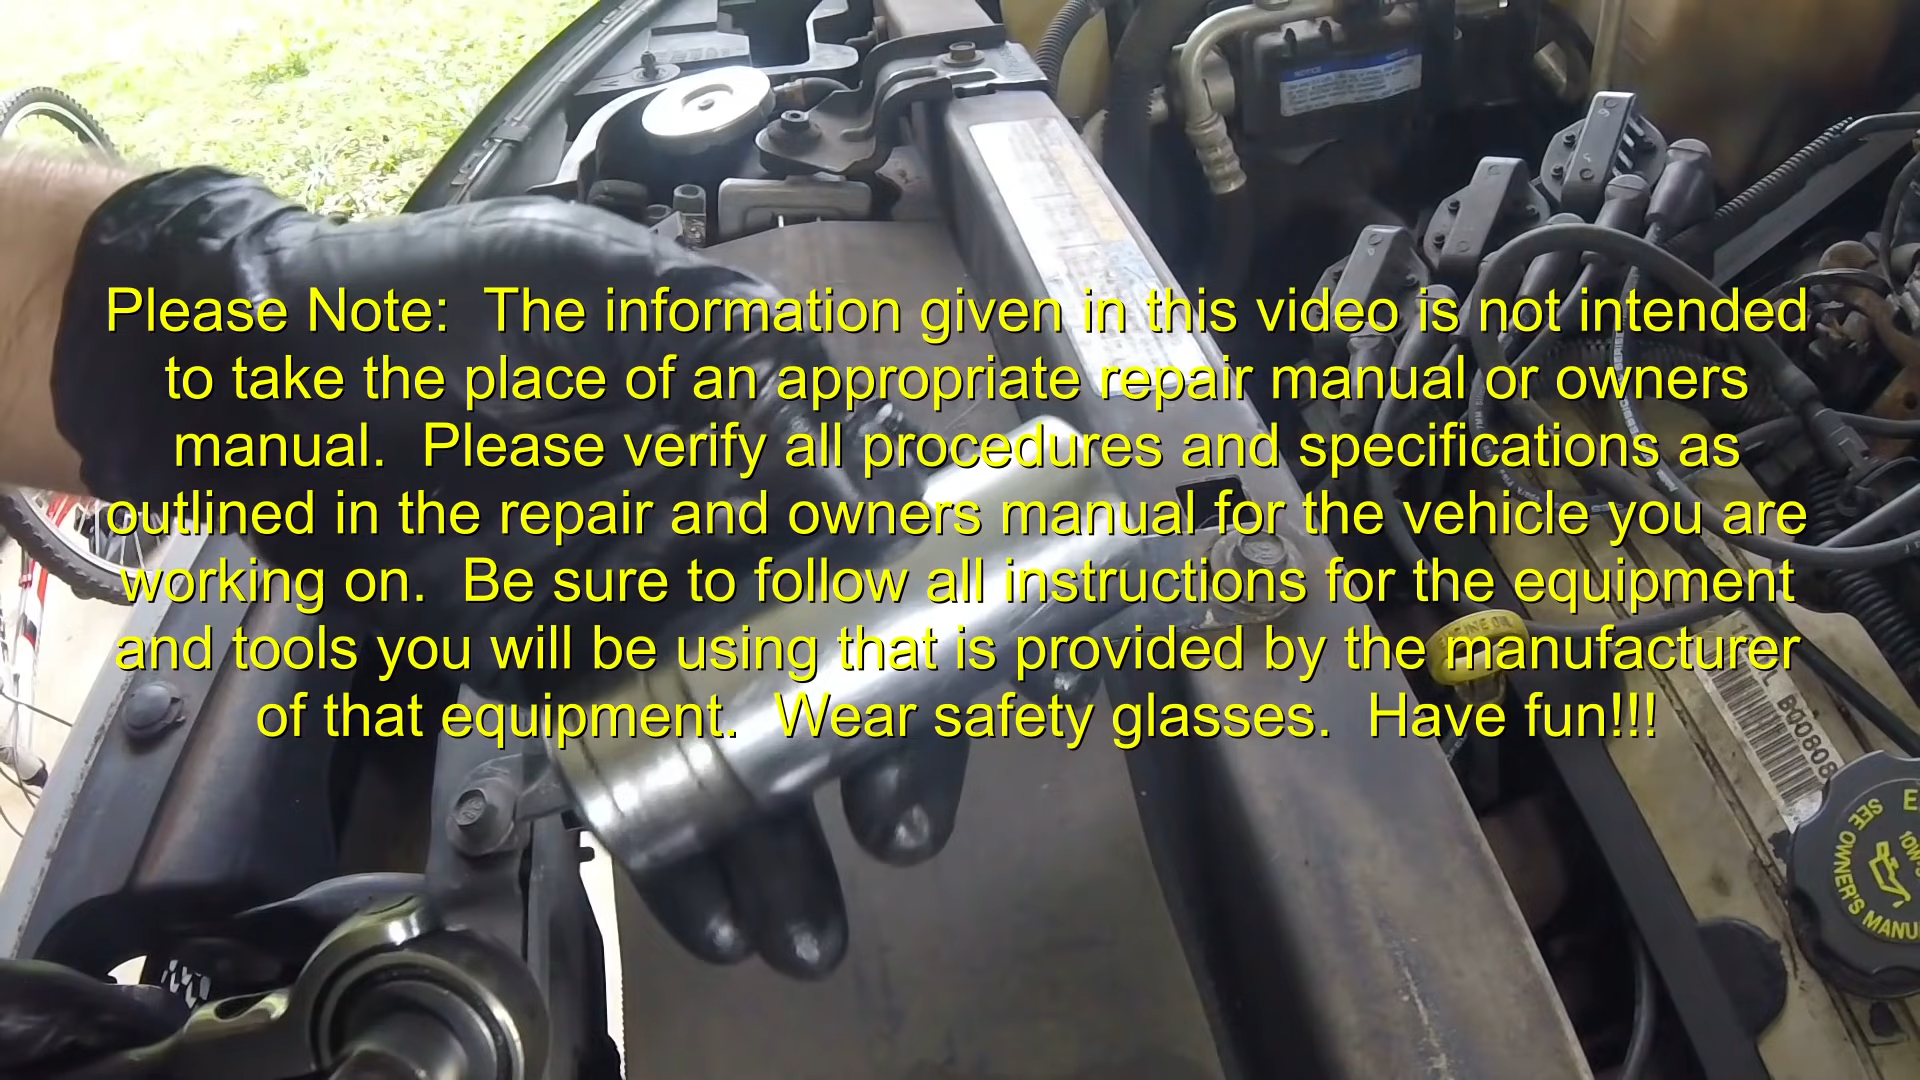 Please Note:  The information given in this video is not intended
to take the place of an appropriate repair manual or owners
manual.  Please verify all procedures and specifications as
outlined in the repair and owners manual for the vehicle you are
working on.  Be sure to follow all instructions for the equipment
and tools you will be using that is provided by the manufacturer
of that equipment.  Wear safety glasses.  Have fun!!!
NOTICE NOTICE
B00808
SEE OWNER'S MANU
E
10W